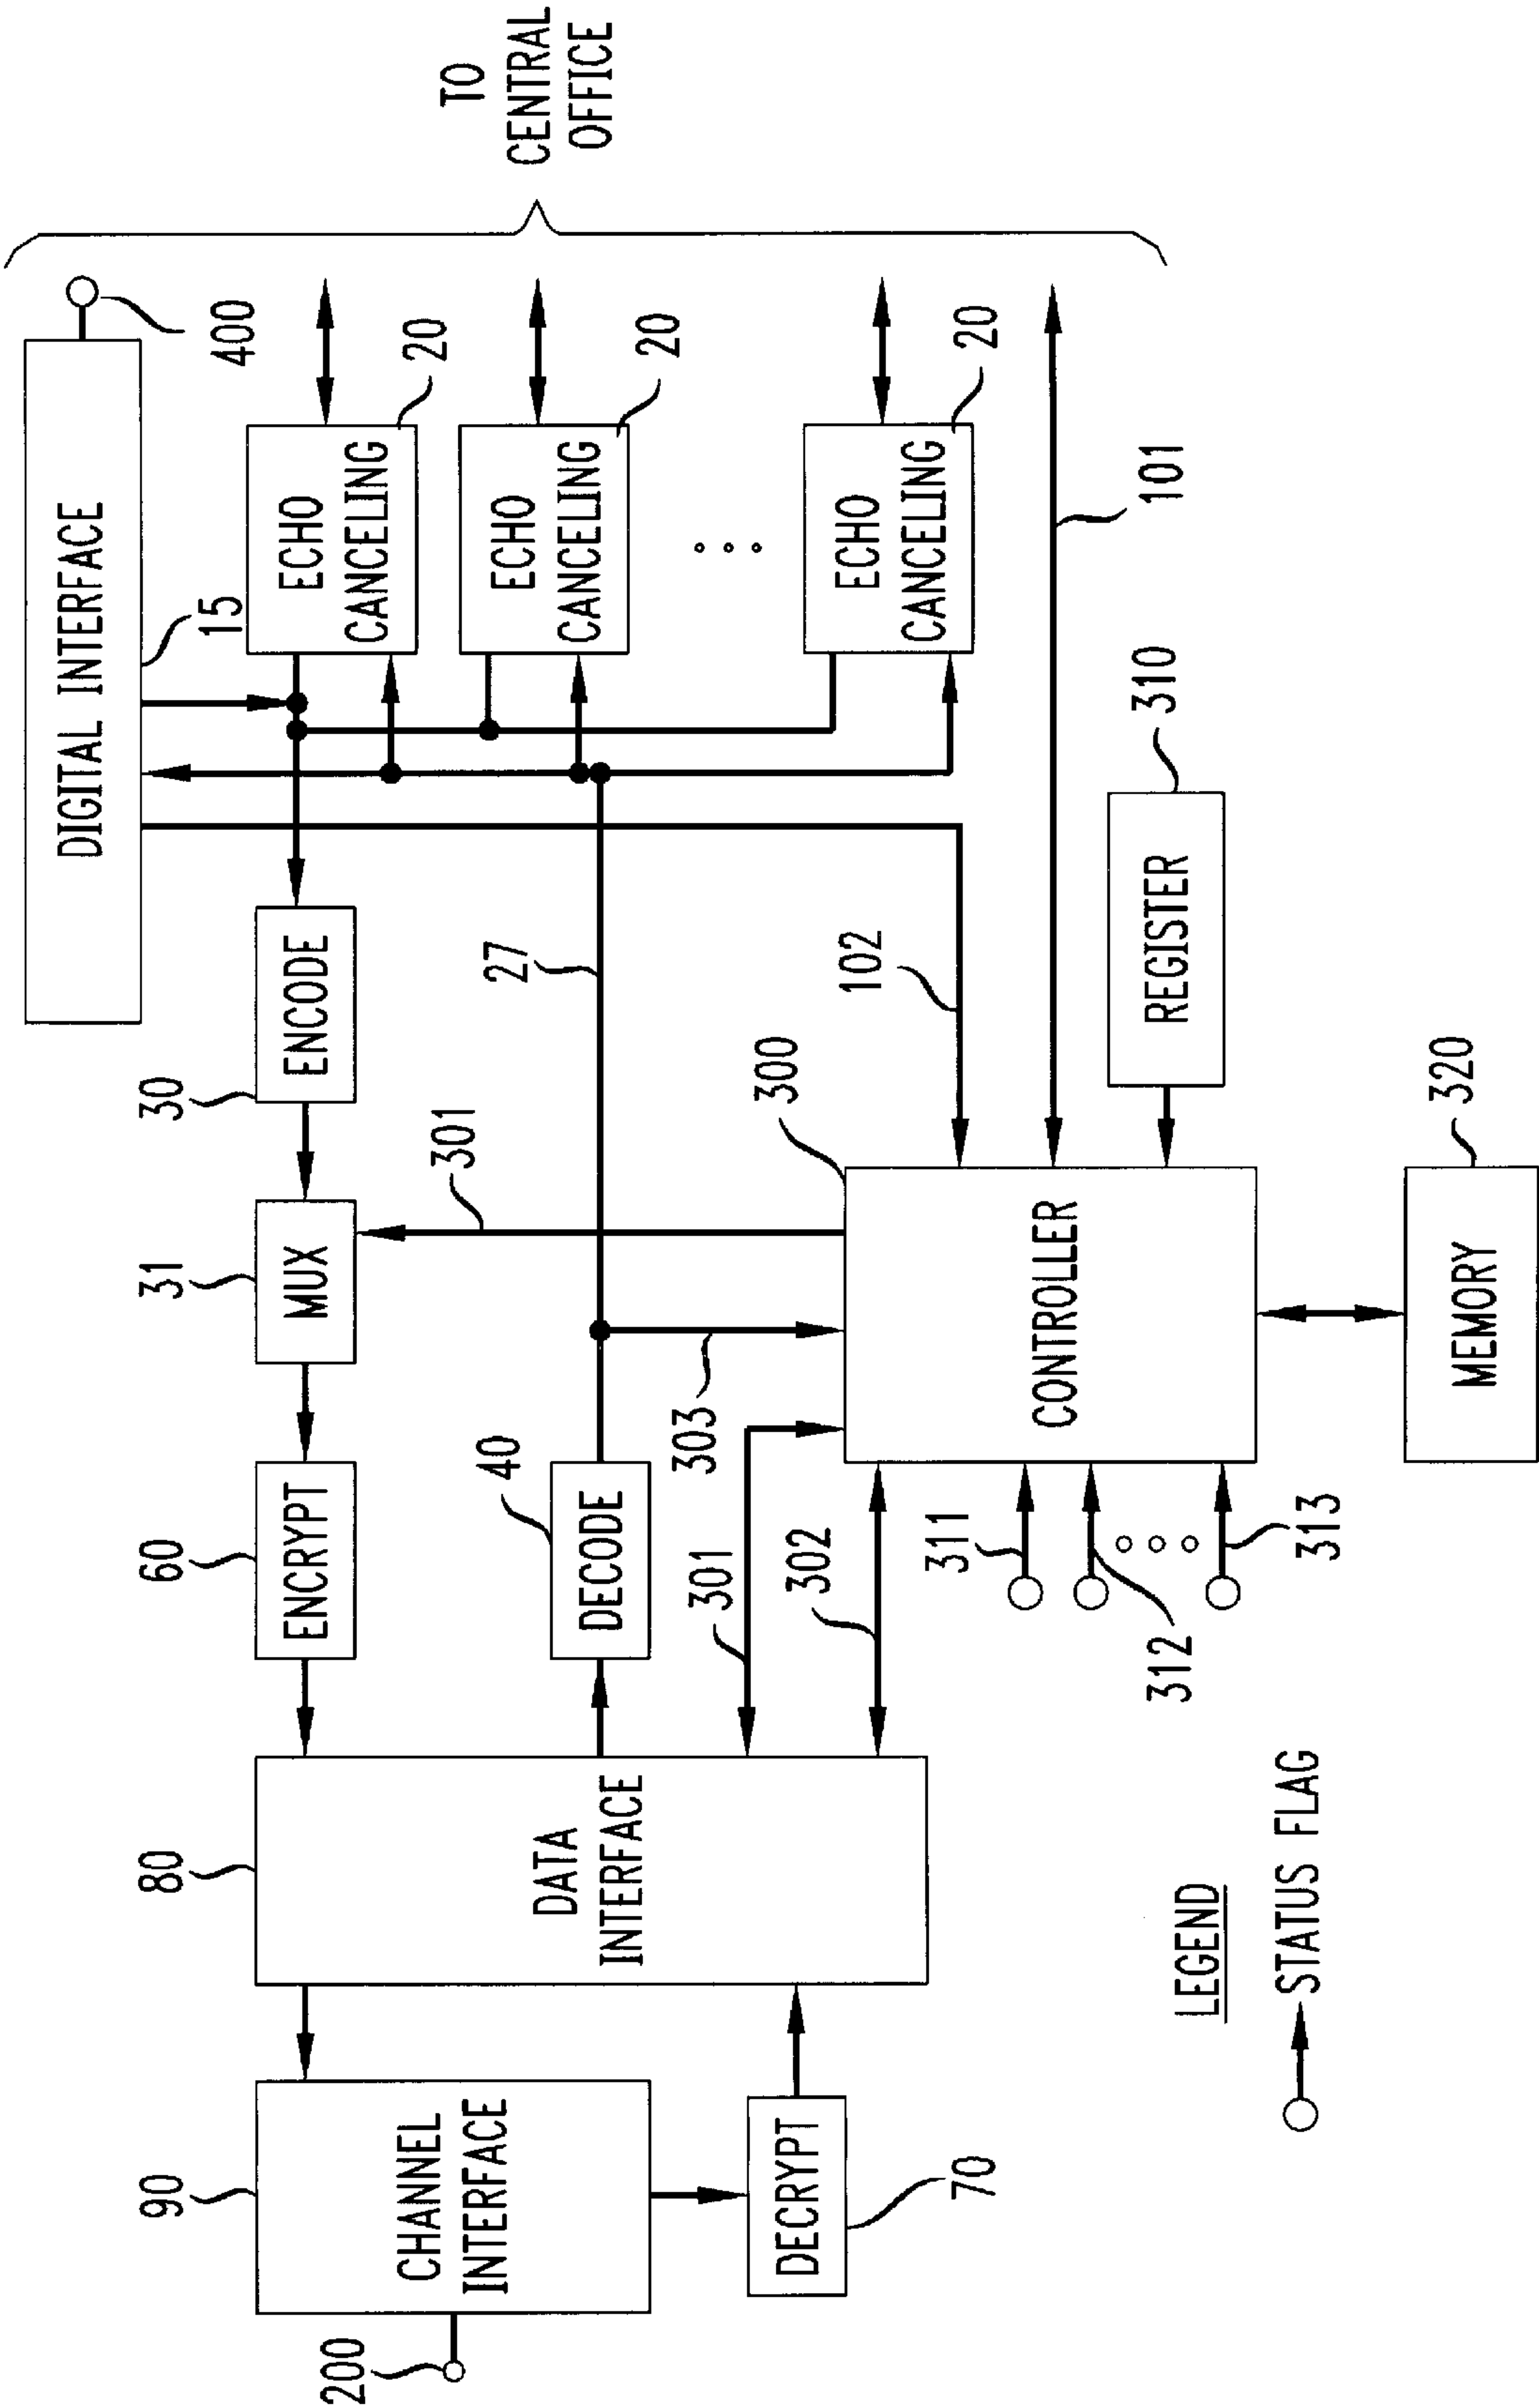 200
90
CHANNEL
INTERFACE
DECRYPT
70
80
DATA
INTERFACE
60
ENCRYPT
40
DECODE
31
MUX
301
30
ENCODE
27
303
301
302
300
CONTROLLER
311
312
313
MEMORY
320
REGISTER
310
102
101
DIGITAL INTERFACE
15
400
ECHO
CANCELING
20
ECHO
CANCELING
20
ECHO
CANCELING
20
TO
CENTRAL
OFFICE
LEGEND
STATUS FLAG